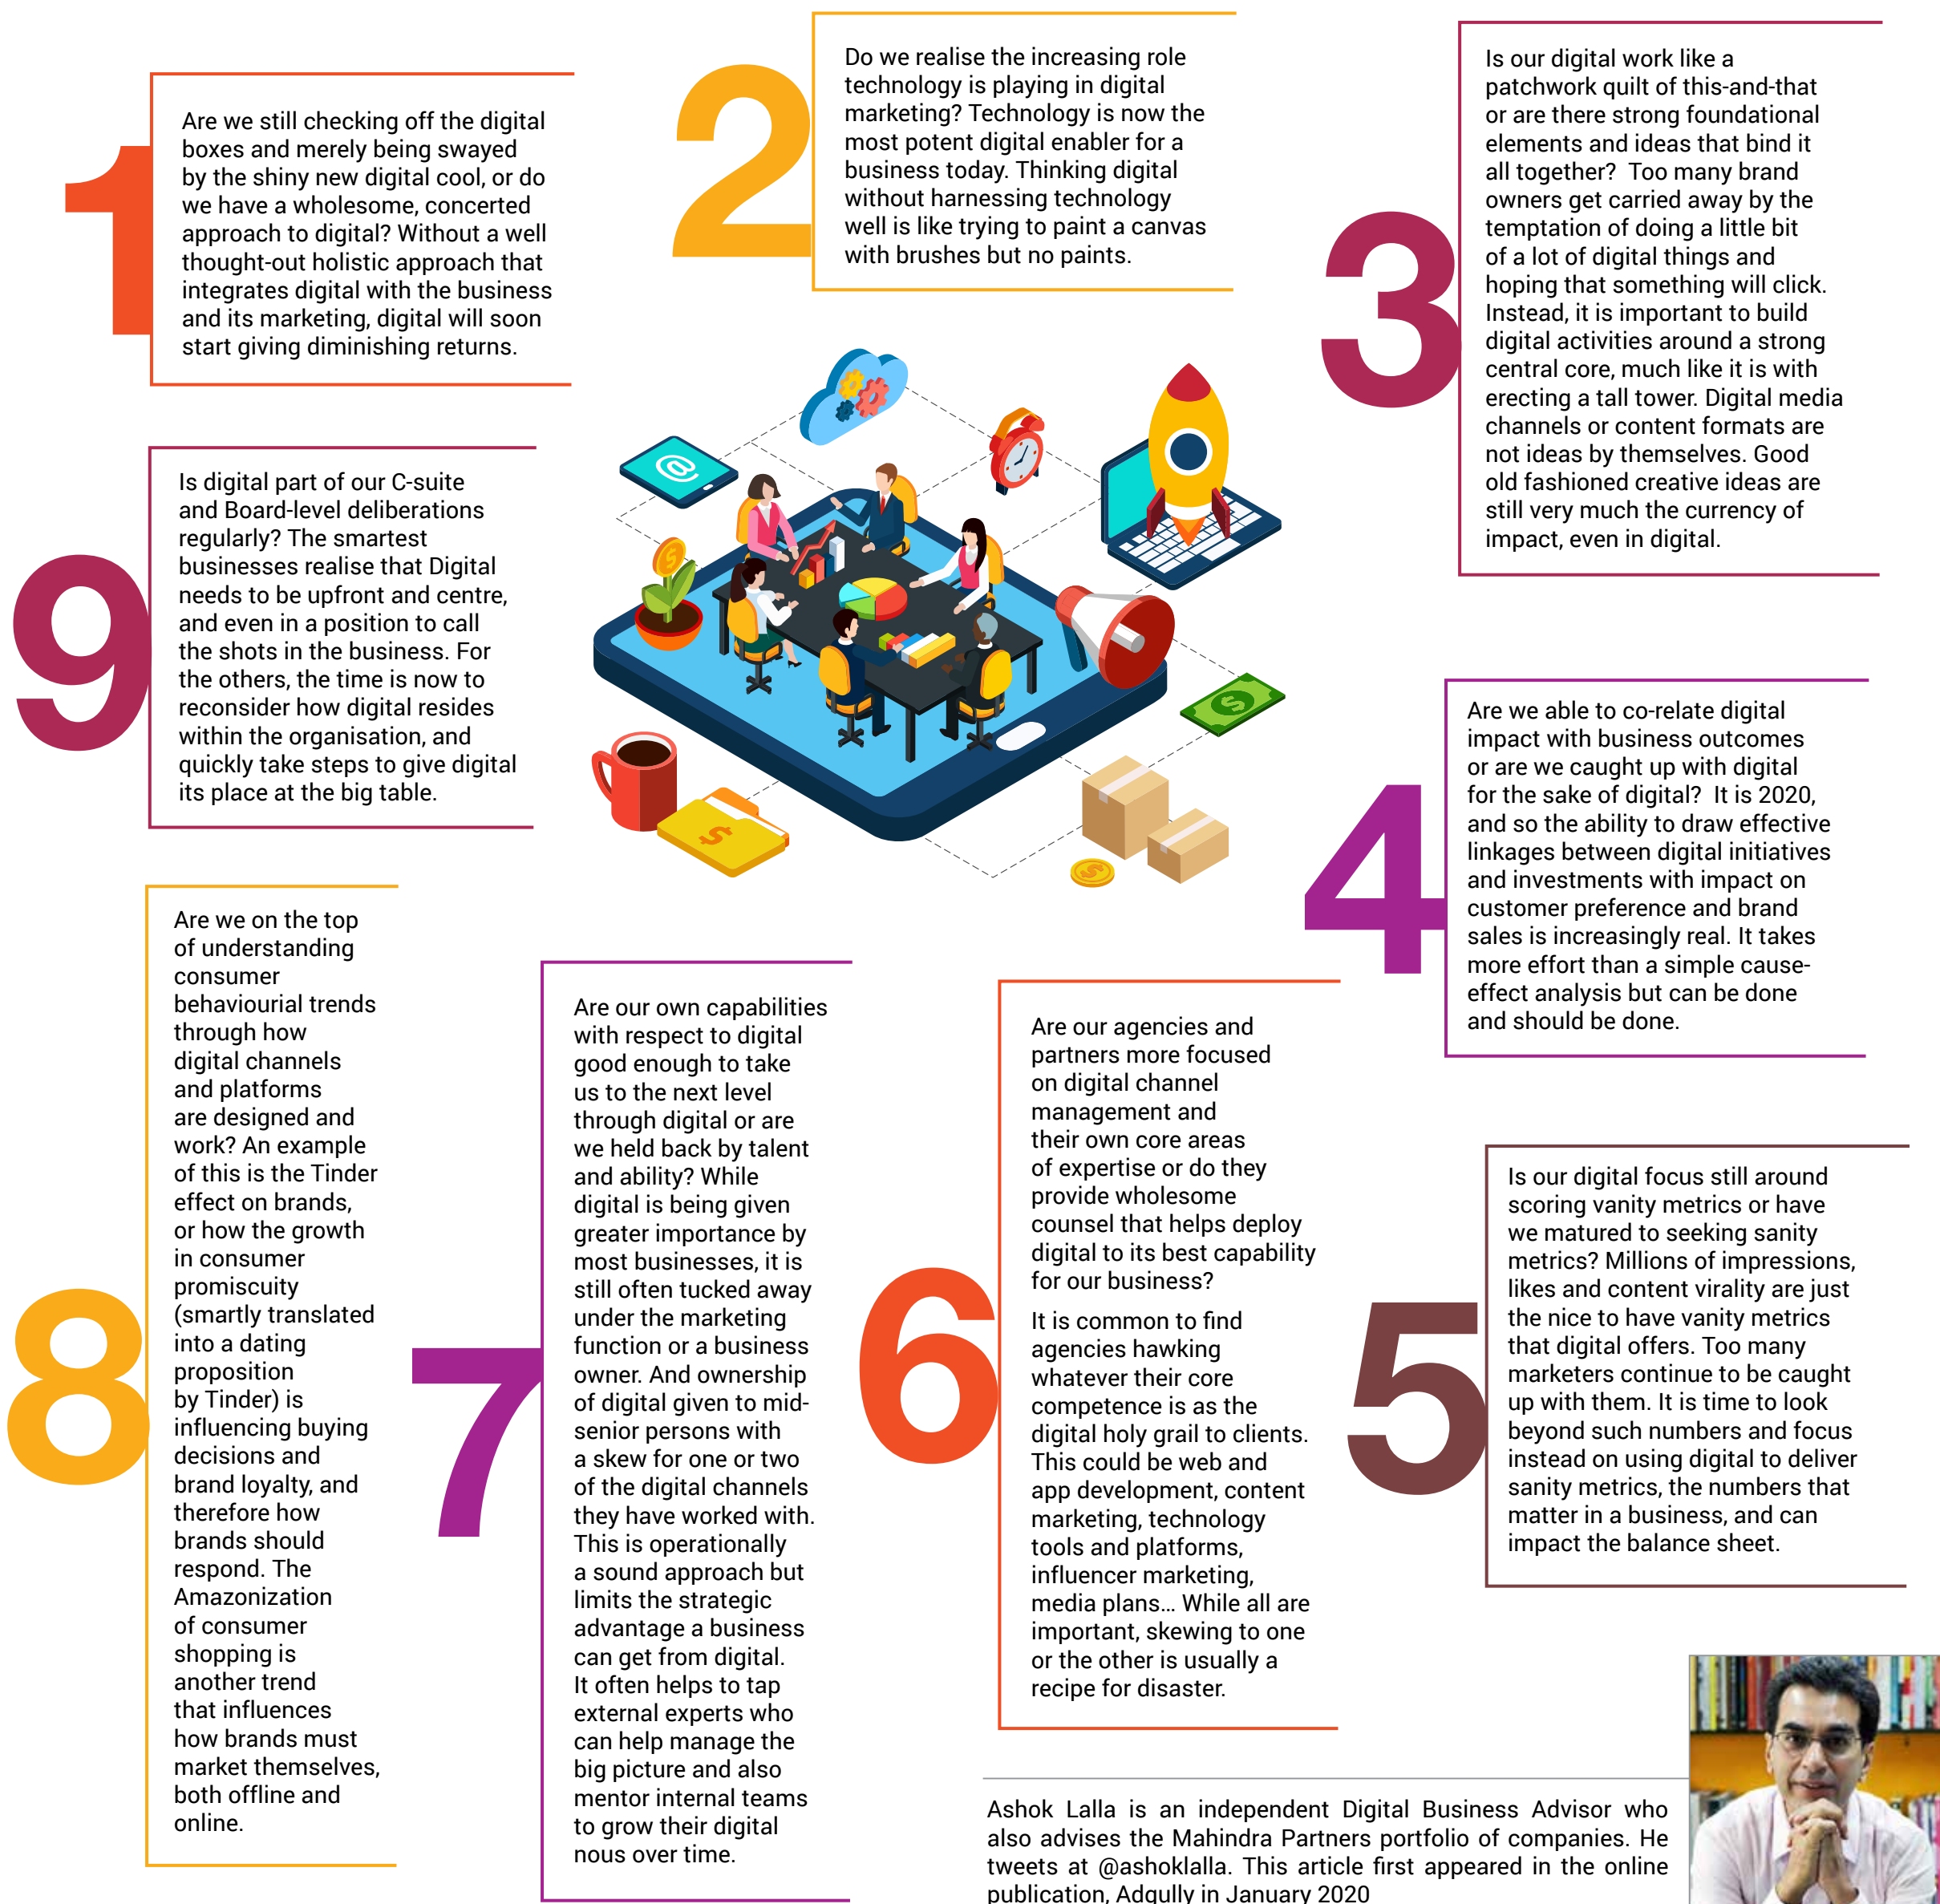 1
Are we still checking off the digital
boxes and merely being swayed
by the shiny new digital cool, or do
we have a wholesome, concerted
approach to digital? Without a well
thought-out holistic approach that
integrates digital with the business
and its marketing, digital will soon
start giving diminishing returns.
2
Do we realise the increasing role
technology is playing in digital
marketing? Technology is now the
most potent digital enabler for a
business today. Thinking digital
without harnessing technology
well is like trying to paint a canvas
with brushes but no paints.
3
Is our digital work like a
patchwork quilt of this-and-that
or are there strong foundational
elements and ideas that bind it
all together? Too many brand
owners get carried away by the
temptation of doing a little bit
of a lot of digital things and
hoping that something will click.
Instead, it is important to build
digital activities around a strong
central core, much like it is with
erecting a tall tower. Digital media
channels or content formats are
not ideas by themselves. Good
old fashioned creative ideas are
still very much the currency of
impact, even in digital.
@
$
$
$
$
4
Are we able to co-relate digital
impact with business outcomes
or are we caught up with digital
for the sake of digital? It is 2020,
and so the ability to draw effective
linkages between digital initiatives
and investments with impact on
customer preference and brand
sales is increasingly real. It takes
more effort than a simple cause-
effect analysis but can be done
and should be done.
5
Is our digital focus still around
scoring vanity metrics or have
we matured to seeking sanity
metrics? Millions of impressions,
likes and content virality are just
the nice to have vanity metrics
that digital offers. Too many
marketers continue to be caught
up with them. It is time to look
beyond such numbers and focus
instead on using digital to deliver
sanity metrics, the numbers that
matter in a business, and can
impact the balance sheet.
6
Are our agencies and
partners more focused
on digital channel
management and
their own core areas
of expertise or do they
provide wholesome
counsel that helps deploy
digital to its best capability
for our business?
It is common to find
agencies hawking
whatever their core
competence is as the
digital holy grail to clients.
This could be web and
app development, content
marketing, technology
tools and platforms,
influencer marketing,
media plans... While all are
important, skewing to one
or the other is usually a
recipe for disaster.
7
Are our own capabilities
with respect to digital
good enough to take
us to the next level
through digital or are
we held back by talent
and ability? While
digital is being given
greater importance by
most businesses, it is
still often tucked away
under the marketing
function or a business
owner. And ownership
of digital given to mid-
senior persons with
a skew for one or two
of the digital channels
they have worked with.
This is operationally
a sound approach but
limits the strategic
advantage a business
can get from digital.
It often helps to tap
external experts who
can help manage the
big picture and also
mentor internal teams
to grow their digital
nous over time.
8
Are we on the top
of understanding
consumer
behaviourial trends
through how
digital channels
and platforms
are designed and
work? An example
of this is the Tinder
effect on brands,
or how the growth
in consumer
promiscuity
(smartly translated
into a dating
proposition
by Tinder) is
influencing buying
decisions and
brand loyalty, and
therefore how
brands should
respond. The
Amazonization
of consumer
shopping is
another trend
that influences
how brands must
market themselves,
both offline and
online.
9
Is digital part of our C-suite
and Board-level deliberations
regularly? The smartest
businesses realise that Digital
needs to be upfront and centre,
and even in a position to call
the shots in the business. For
the others, the time is now to
reconsider how digital resides
within the organisation, and
quickly take steps to give digital
its place at the big table.
Ashok Lalla is an independent Digital Business Advisor who
also advises the Mahindra Partners portfolio of companies. He
tweets at @ashoklalla. This article first appeared in the online
publication, Adgully in January 2020